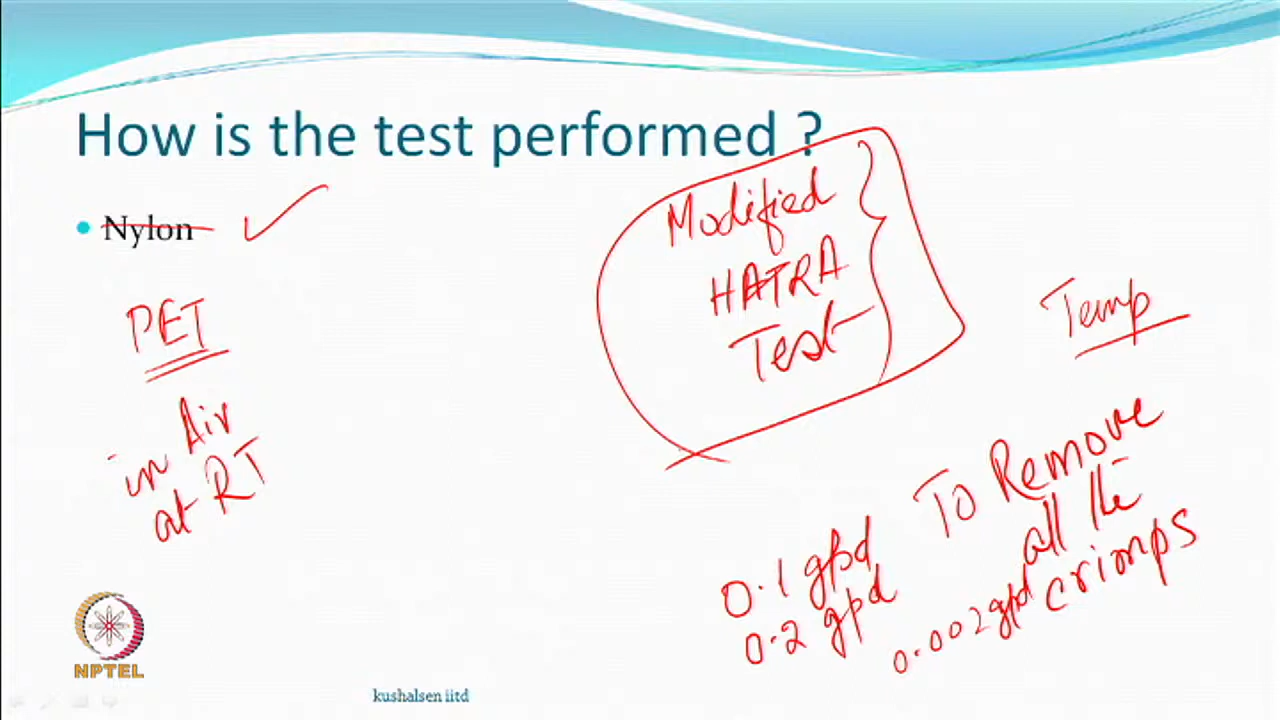 How is the test performed ?
• Nylon
PET
in Air
at RT
Modified
HATRA
Test
Temp
To Remove
all the
crimps
0.1 gpd
0.2 gpd
0.002 gpd
NPTEL
kushalsen iitd